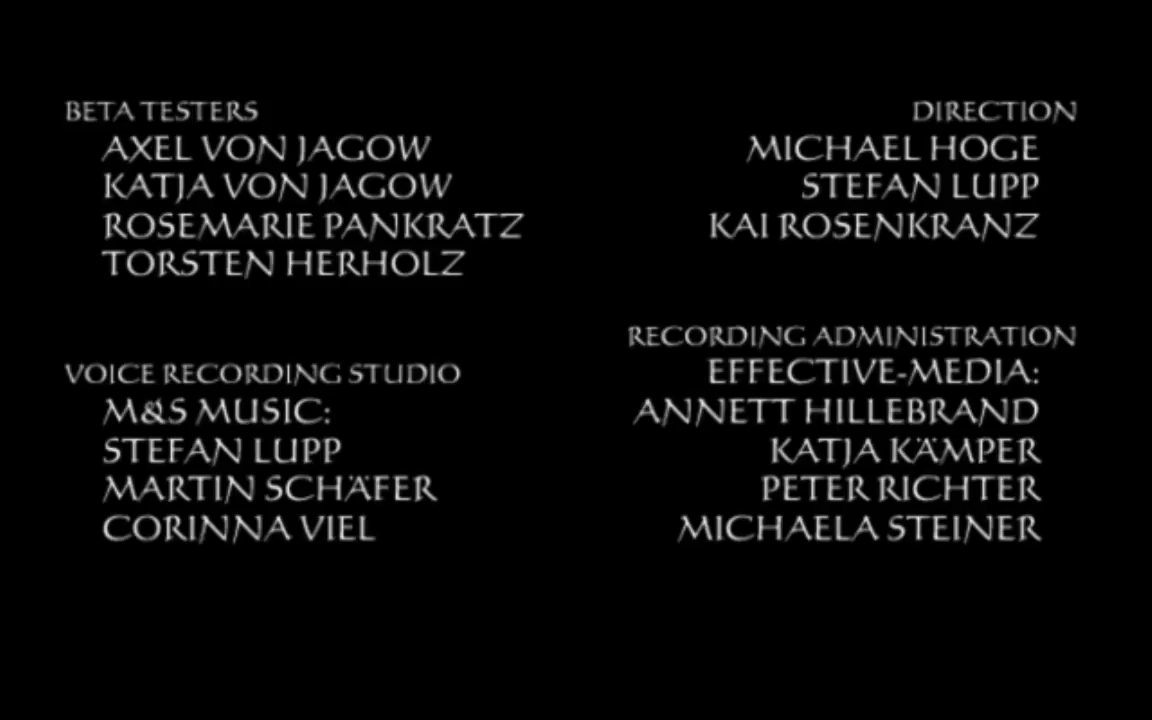 BETA TESTERS
AXEL VON JAGOW
KATJA VON JAGOW
ROSEMARIE PANKRATZ
TORSTEN HERHOLZ
VOICE RECORDING STUDIO
M&S MUSIC:
STEFAN LUPP
MARTIN SCHÄFER
CORINNA VIEL
DIRECTION
MICHAEL HOGE
STEFAN LUPP
KAI ROSENKRANZ
RECORDING ADMINISTRATION
EFFECTIVE-MEDIA:
ANNETT HILLEBRAND
KATJA KÄMPER
PETER RICHTER
MICHAELA STEINER